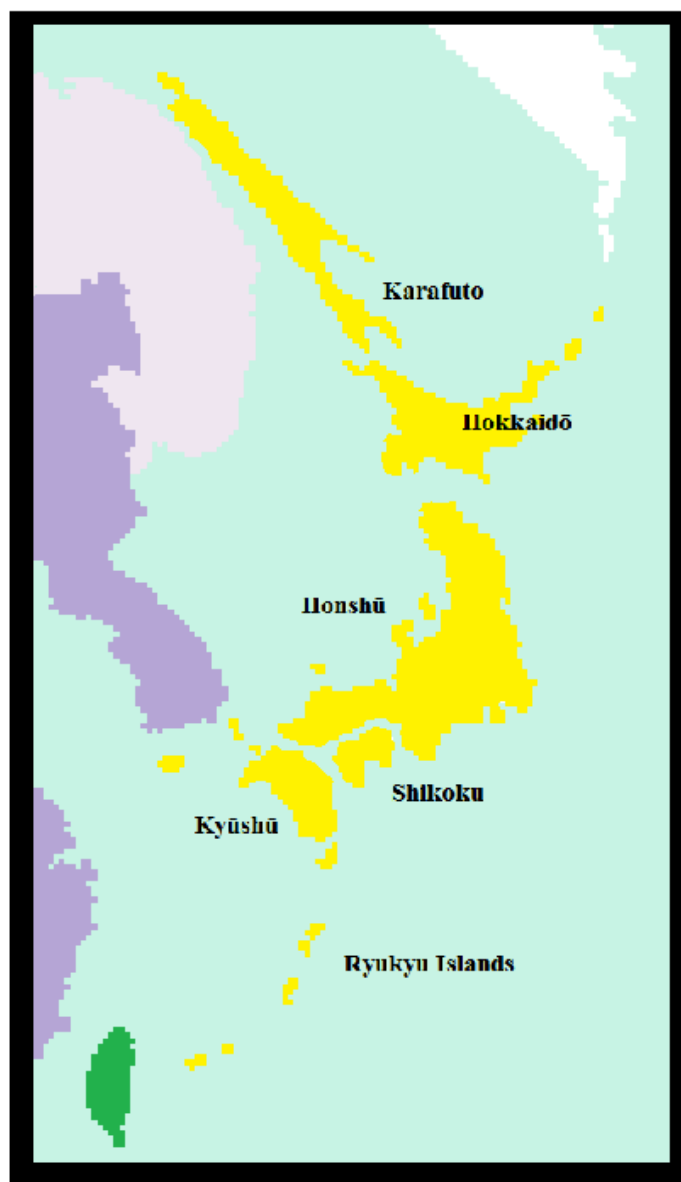 Karafuto
Hokkaidō
Honshū
Shikoku
Kyūshū
Ryukyu Islands